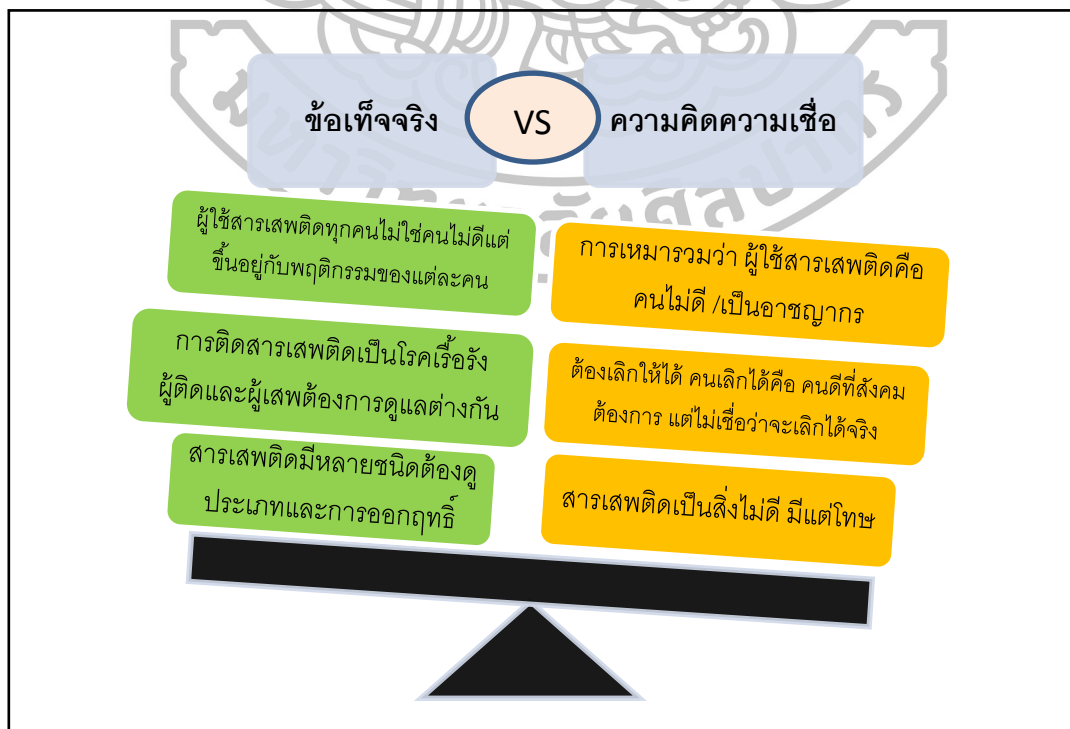 ข้อเท็จจริง
VS
ความคิดความเชื่อ
ผู้ใช้สารเสพติดทุกคนไม่ใช่คนไม่ดีแต่
ขึ้นอยู่กับพฤติกรรมของแต่ละคน
การติดสารเสพติดเป็นโรคเรื้อรัง
ผู้ติดและผู้เสพต้องการดูแลต่างกัน
สารเสพติดมีหลายชนิดต้องดู
ประเภทและการออกฤทธิ์
การเหมารวมว่า ผู้ใช้สารเสพติดคือ
คนไม่ดี /เป็นอาชญากร
ต้องเลิกให้ได้ คนเลิกได้คือ คนดีที่สังคม
ต้องการ แต่ไม่เชื่อว่าจะเลิกได้จริง
สารเสพติดเป็นสิ่งไม่ดี มีแต่โทษ